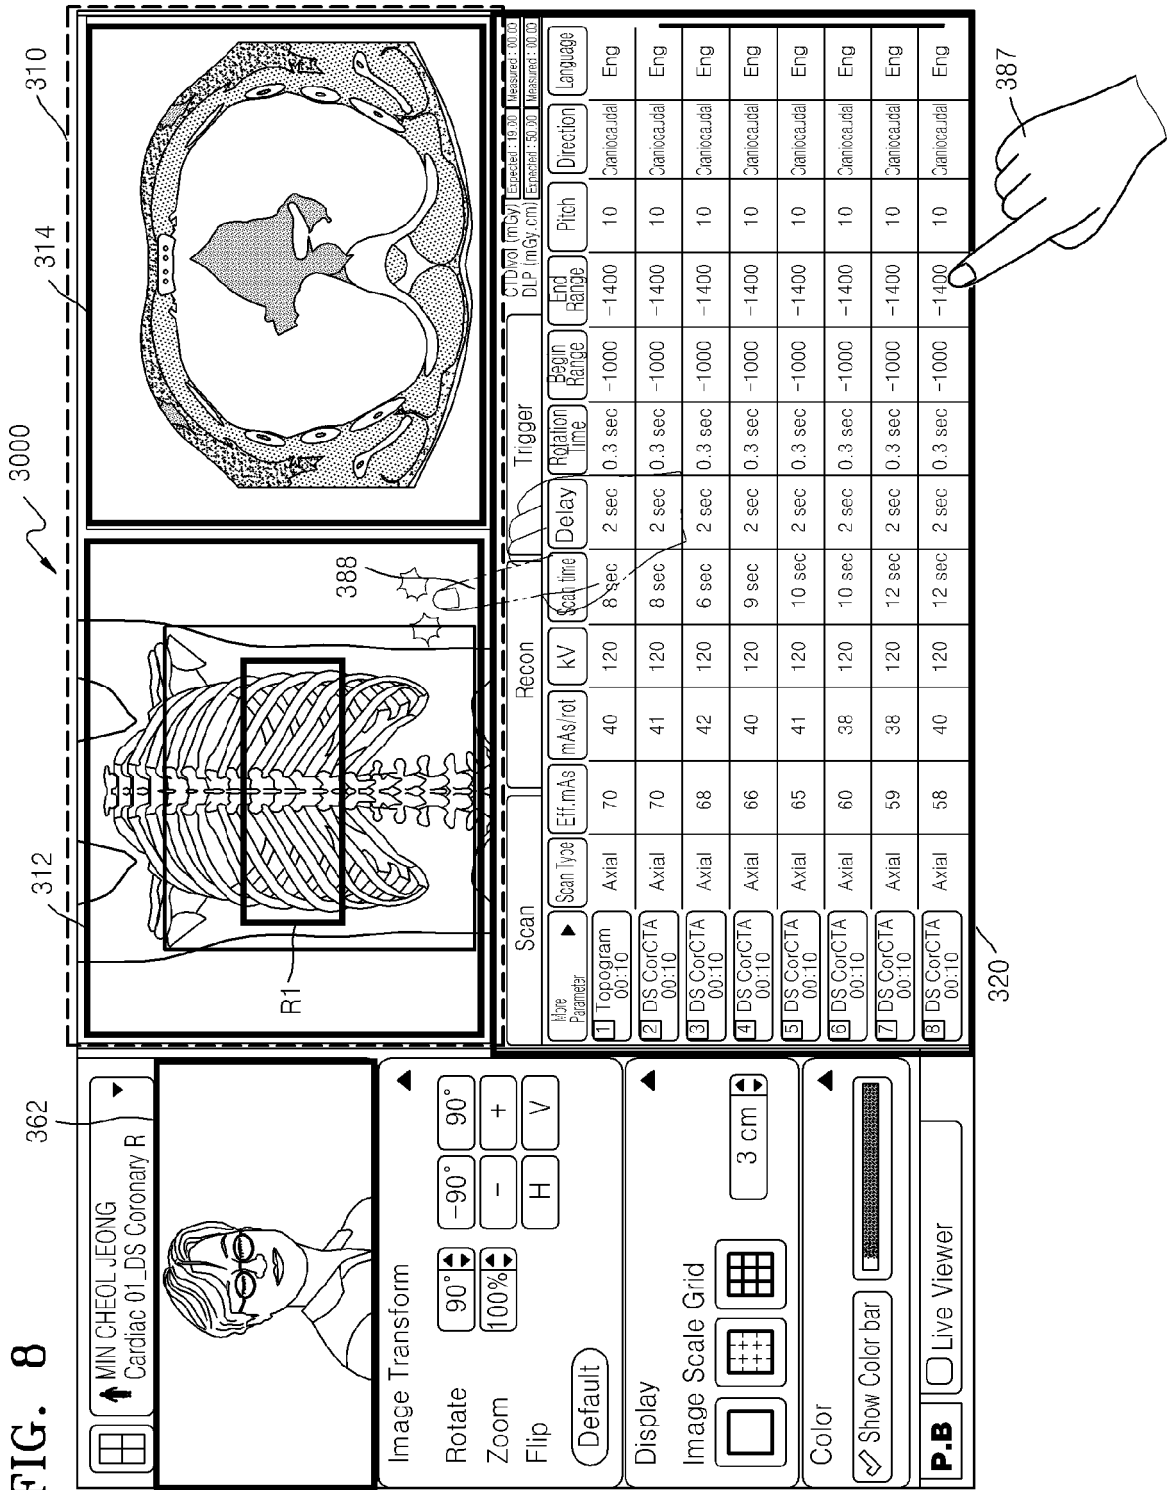 FIG. 8
3000
362
312
314
310
MIN CHEOL JEONG
Cardiac 01_DS Coronary R
Image Transform
Rotate 90° -90° 90°
Zoom 100% - +
Flip H V
Default
Display
Image Scale Grid
3 cm
Color
Show Color bar
P.B Live Viewer
R1
388
Scan Recon Trigger
CTDIvol (mGy) Expected : 19.00 Measured : 00.00
DLP (mGy.cm) Expected : 50.00 Measured : 00.00
More Parameter Scan Type Eff.mAs mAs/rot kV Scan time Delay Rotation Time Begin Range End Range Pitch Direction Language
1 Topogram 00:10 Axial 70 40 120 8 sec 2 sec 0.3 sec -1000 -1400 10 Craniocaudal Eng
2 DS CorCTA 00:10 Axial 70 41 120 8 sec 2 sec 0.3 sec -1000 -1400 10 Craniocaudal Eng
3 DS CorCTA 00:10 Axial 68 42 120 6 sec 2 sec 0.3 sec -1000 -1400 10 Craniocaudal Eng
4 DS CorCTA 00:10 Axial 66 40 120 9 sec 2 sec 0.3 sec -1000 -1400 10 Craniocaudal Eng
5 DS CorCTA 00:10 Axial 65 41 120 10 sec 2 sec 0.3 sec -1000 -1400 10 Craniocaudal Eng
6 DS CorCTA 00:10 Axial 60 38 120 10 sec 2 sec 0.3 sec -1000 -1400 10 Craniocaudal Eng
7 DS CorCTA 00:10 Axial 59 38 120 12 sec 2 sec 0.3 sec -1000 -1400 10 Craniocaudal Eng
8 DS CorCTA 00:10 Axial 58 40 120 12 sec 2 sec 0.3 sec -1000 -1400 10 Craniocaudal Eng
320
387